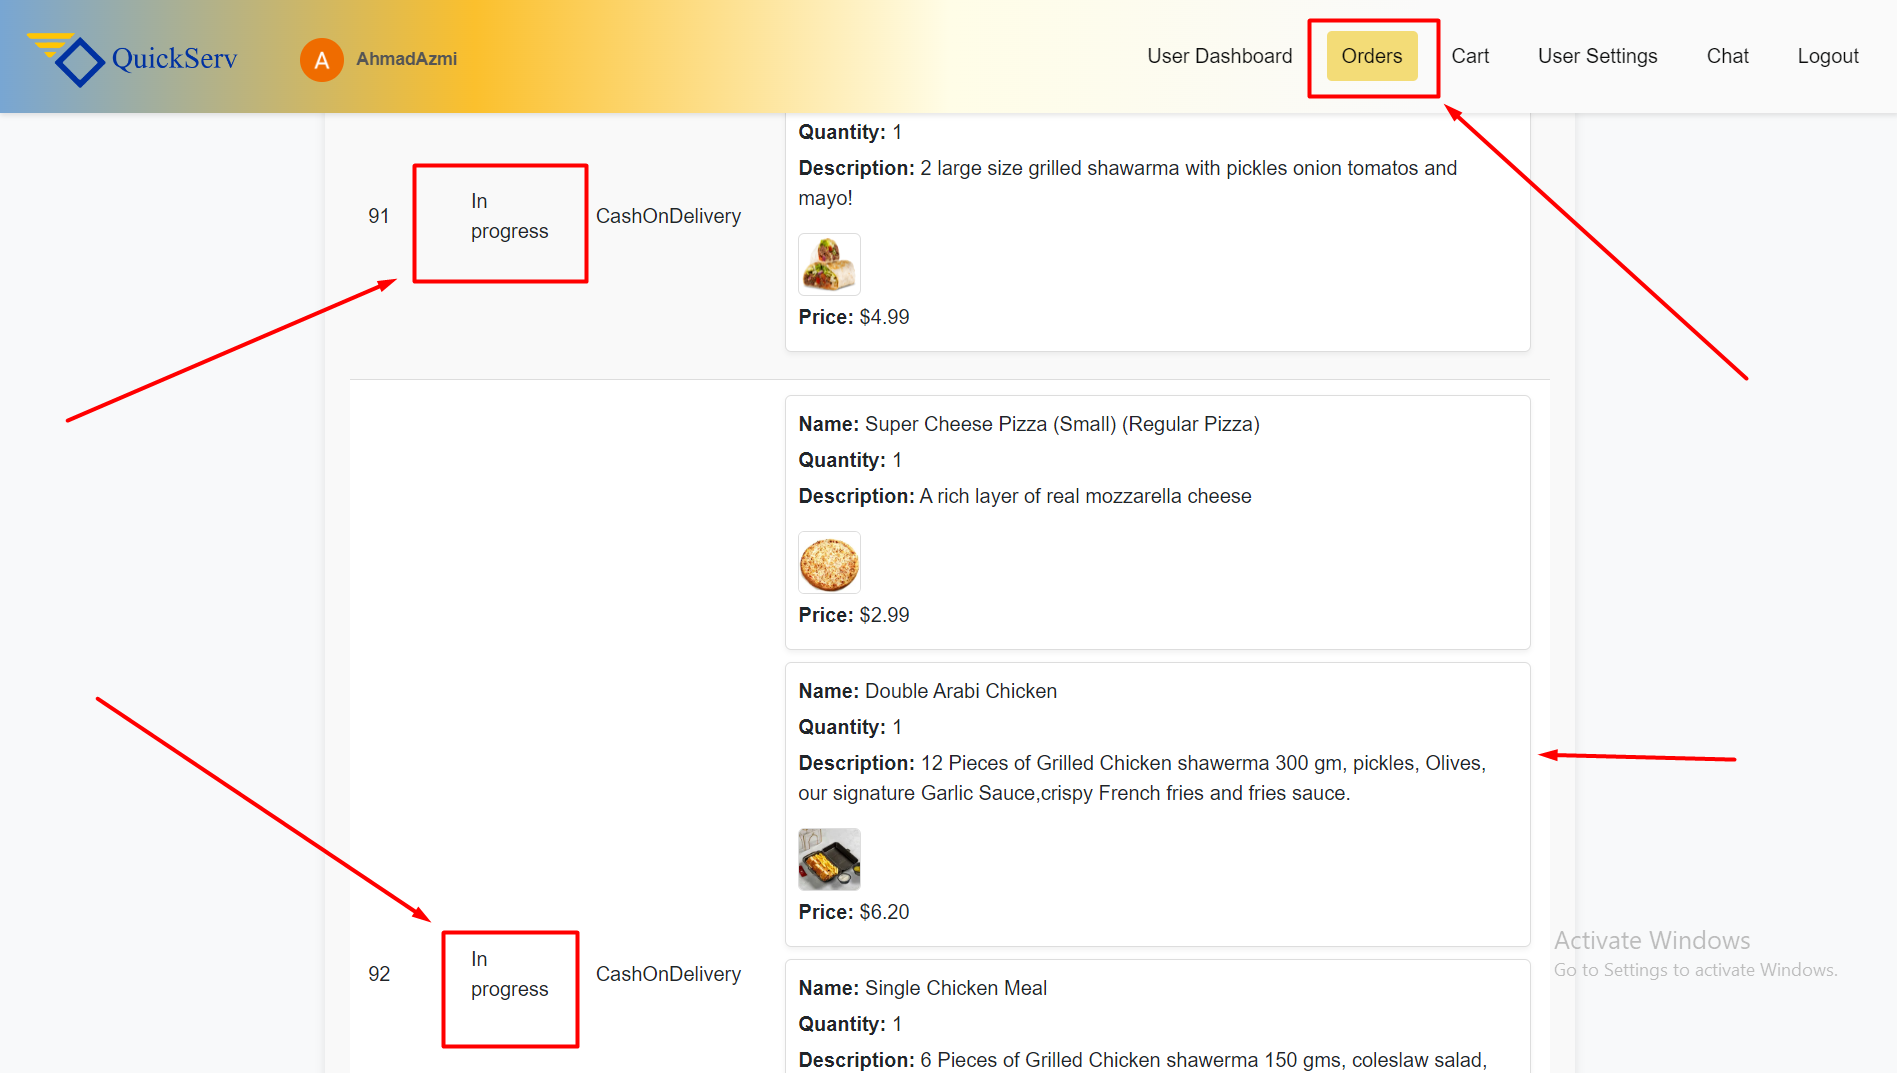 QuickServ
A
AhmadAzmi
User Dashboard
Orders
Cart
User Settings
Chat
Logout
Quantity: 1
Description: 2 large size grilled shawarma with pickles onion tomatos and
mayo!
91
In
progress
CashOnDelivery
Price: $4.99
Name: Super Cheese Pizza (Small) (Regular Pizza)
Quantity: 1
Description: A rich layer of real mozzarella cheese
Price: $2.99
Name: Double Arabi Chicken
Quantity: 1
Description: 12 Pieces of Grilled Chicken shawerma 300 gm, pickles, Olives,
our signature Garlic Sauce,crispy French fries and fries sauce.
Price: $6.20
92
In
progress
CashOnDelivery
Name: Single Chicken Meal
Quantity: 1
Description: 6 Pieces of Grilled Chicken shawerma 150 gms, coleslaw salad,
Activate Windows
Go to Settings to activate Windows.